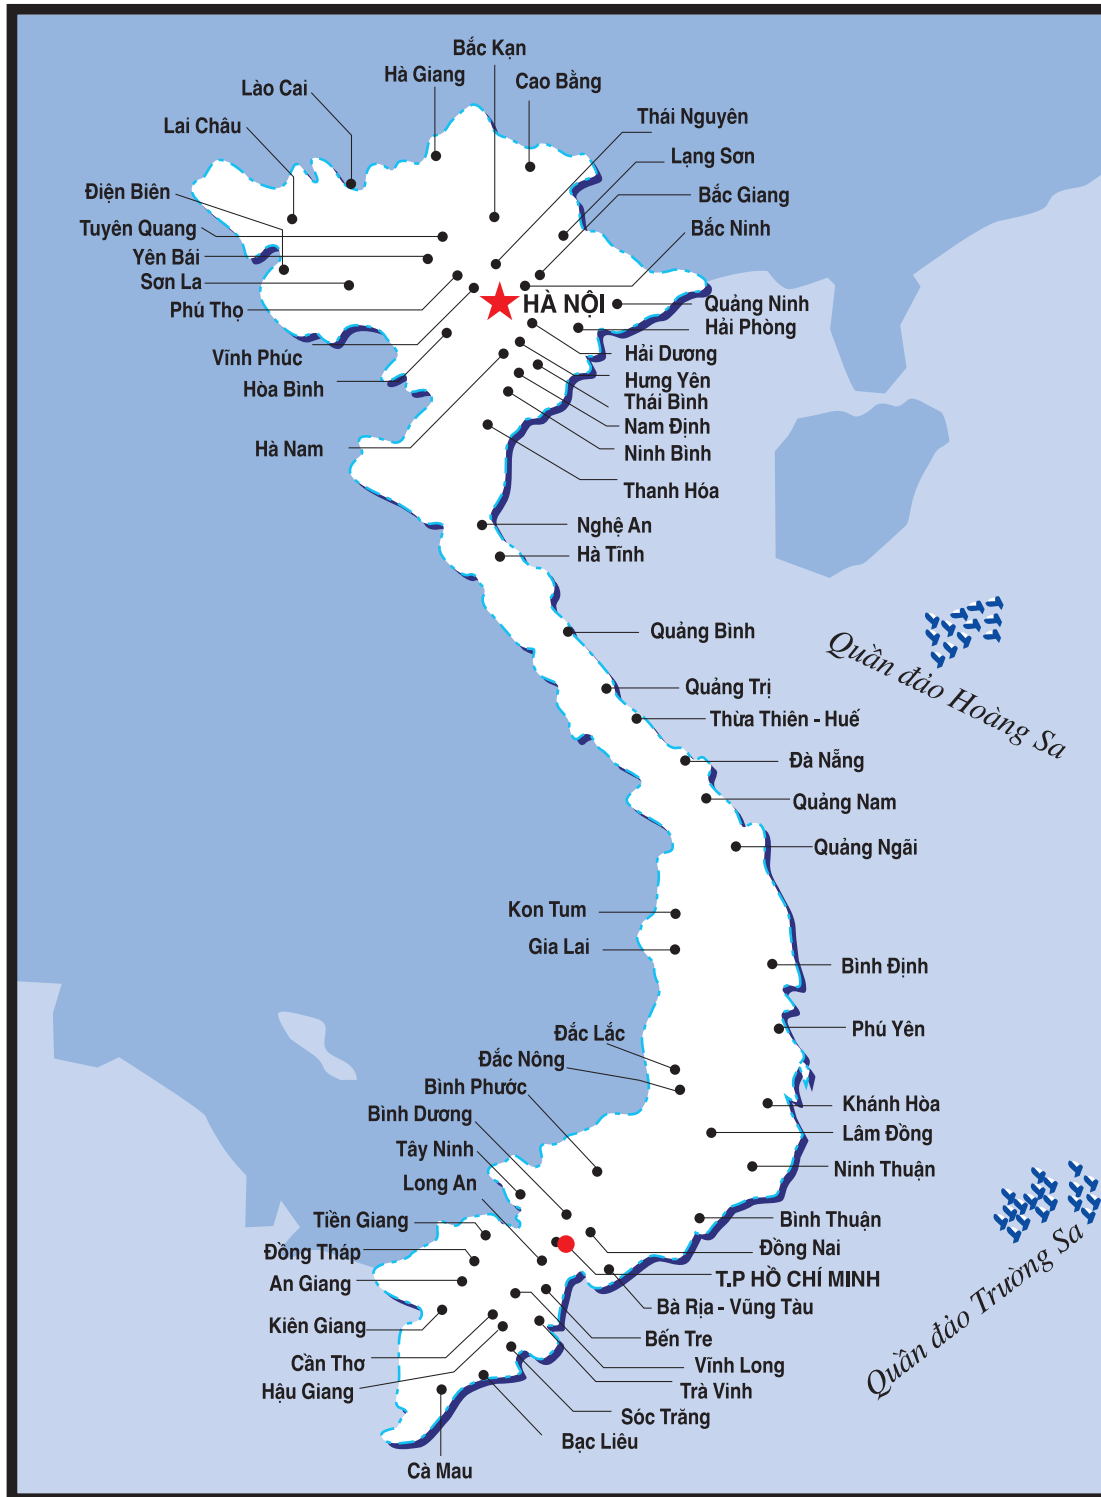 Bắc Kạn
Hà Giang
Cao Bằng
Lào Cai
Thái Nguyên
Lai Châu
Lạng Sơn
Điện Biên
Bắc Giang
Tuyên Quang
Bắc Ninh
Yên Bái
Sơn La
Phú Thọ
HÀ NỘI
Quảng Ninh
Hải Phòng
Vĩnh Phúc
Hải Dương
Hòa Bình
Hưng Yên
Thái Bình
Nam Định
Hà Nam
Ninh Bình
Thanh Hóa
Nghệ An
Hà Tĩnh
Quảng Bình
Quần đảo Hoàng Sa
Quảng Trị
Thừa Thiên - Huế
Đà Nẵng
Quảng Nam
Quảng Ngãi
Kon Tum
Gia Lai
Bình Định
Phú Yên
Đắc Lắc
Đắc Nông
Bình Phước
Khánh Hòa
Bình Dương
Lâm Đồng
Tây Ninh
Ninh Thuận
Long An
Tiền Giang
Bình Thuận
Đồng Tháp
Đồng Nai
An Giang
T.P HỒ CHÍ MINH
Bà Rịa - Vũng Tàu
Quần đảo Trường Sa
Kiên Giang
Bến Tre
Cần Thơ
Vĩnh Long
Hậu Giang
Trà Vinh
Sóc Trăng
Bạc Liêu
Cà Mau